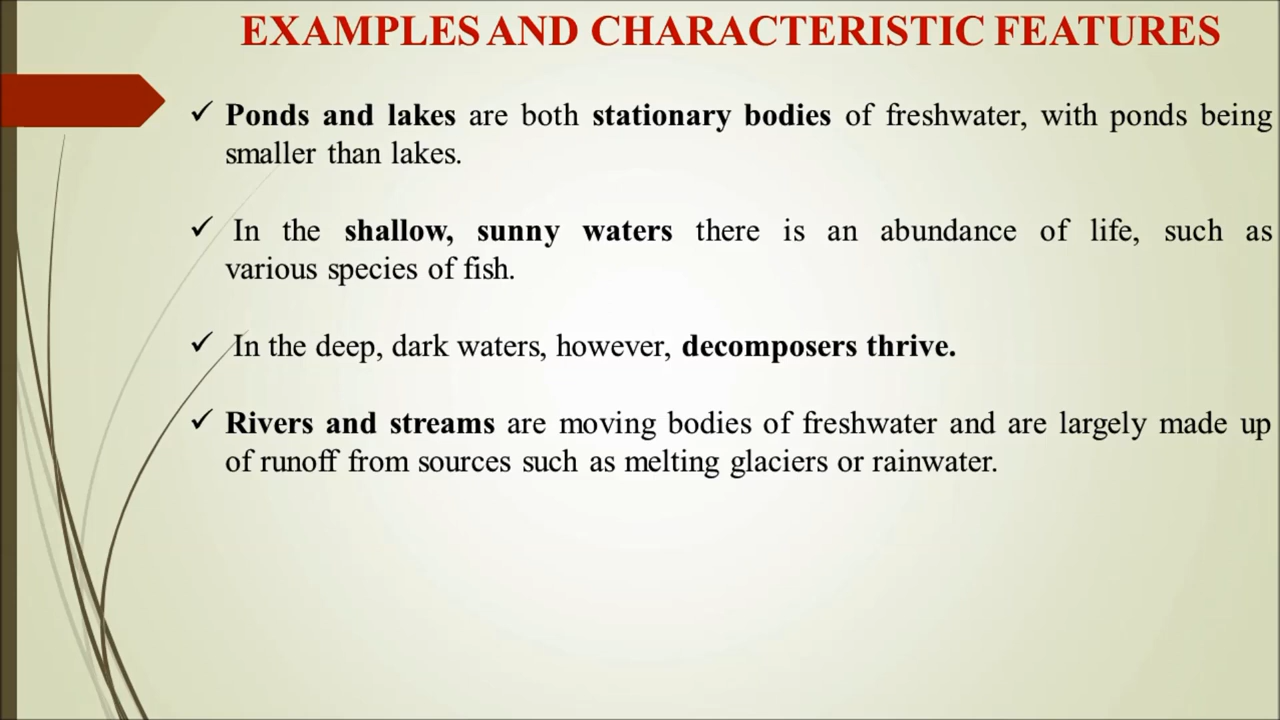 EXAMPLES AND CHARACTERISTIC FEATURES
✓ Ponds and lakes are both stationary bodies of freshwater, with ponds being
smaller than lakes.
✓ In the shallow, sunny waters there is an abundance of life, such as
various species of fish.
✓ In the deep, dark waters, however, decomposers thrive.
✓ Rivers and streams are moving bodies of freshwater and are largely made up
of runoff from sources such as melting glaciers or rainwater.